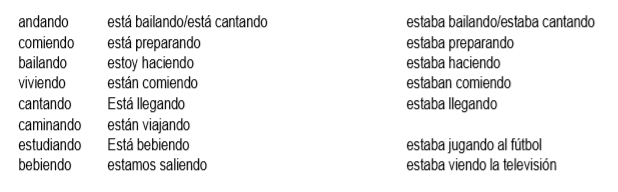 andando está bailando/está cantando estaba bailando/estaba cantando
comiendo está preparando estaba preparando
bailando estoy haciendo estaba haciendo
viviendo están comiendo estaban comiendo
cantando Está llegando estaba llegando
caminando están viajando
estudiando Está bebiendo estaba jugando al fútbol
bebiendo estamos saliendo estaba viendo la televisión